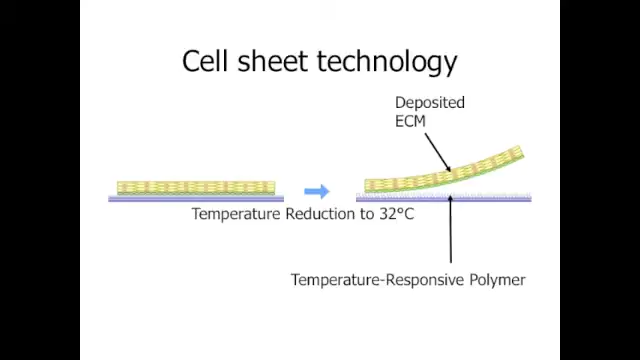 Cell sheet technology
Deposited
ECM
Temperature Reduction to 32°C
Temperature-Responsive Polymer